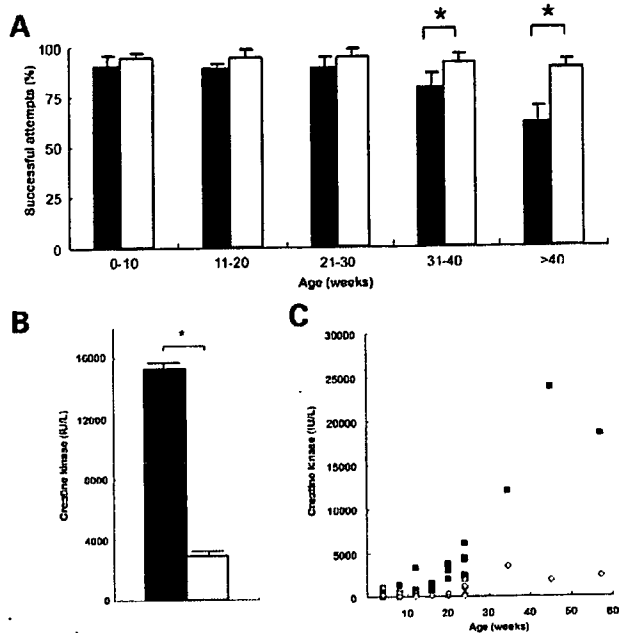 A
* *
Successful attempts (%)
100
75
50
25
0
0-10 11-20 21-30 31-40 >40
Age (weeks)
B
*
Creatine kinase (IU/L)
16000
12000
8000
4000
0
C
Creatine kinase (IU/L)
30000
25000
20000
15000
10000
5000
0
0 10 20 30 40 50 60
Age (weeks)